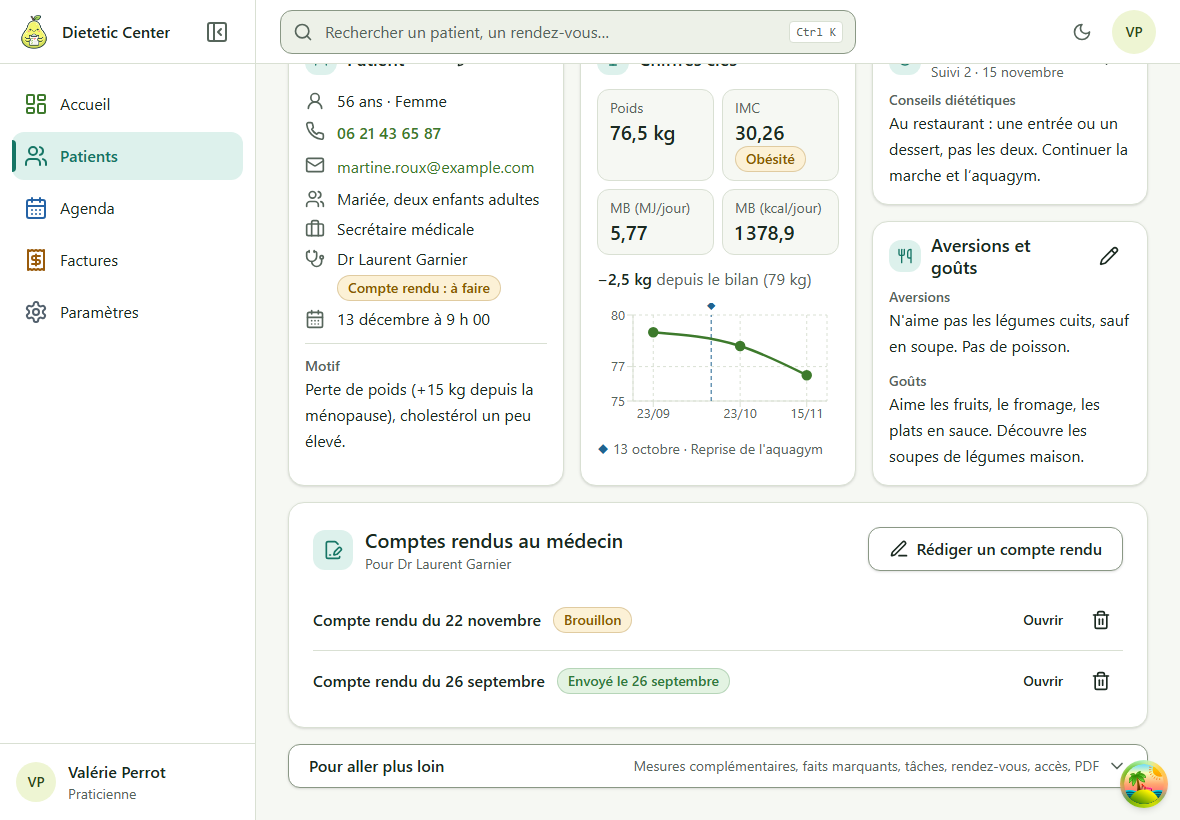 Dietetic Center
Rechercher un patient, un rendez-vous...
Ctrl K
VP
Accueil
Patients
Agenda
Factures
Paramètres
VP
Valérie Perrot
Praticienne
Patient
56 ans · Femme
06 21 43 65 87
martine.roux@example.com
Mariée, deux enfants adultes
Secrétaire médicale
Dr Laurent Garnier
Compte rendu : à faire
13 décembre à 9 h 00
Motif
Perte de poids (+15 kg depuis la
ménopause), cholestérol un peu
élevé.
Chiffres clés
Poids
76,5 kg
IMC
30,26
Obésité
MB (MJ/jour)
5,77
MB (kcal/jour)
1378,9
−2,5 kg depuis le bilan (79 kg)
80
77
75
23/09
23/10
15/11
13 octobre · Reprise de l'aquagym
Suivi 2 · 15 novembre
Conseils diététiques
Au restaurant : une entrée ou un
dessert, pas les deux. Continuer la
marche et l’aquagym.
Aversions et
goûts
Aversions
N'aime pas les légumes cuits, sauf
en soupe. Pas de poisson.
Goûts
Aime les fruits, le fromage, les
plats en sauce. Découvre les
soupes de légumes maison.
Comptes rendus au médecin
Pour Dr Laurent Garnier
Rédiger un compte rendu
Compte rendu du 22 novembre
Brouillon
Ouvrir
Compte rendu du 26 septembre
Envoyé le 26 septembre
Ouvrir
Pour aller plus loin
Mesures complémentaires, faits marquants, tâches, rendez-vous, accès, PDF